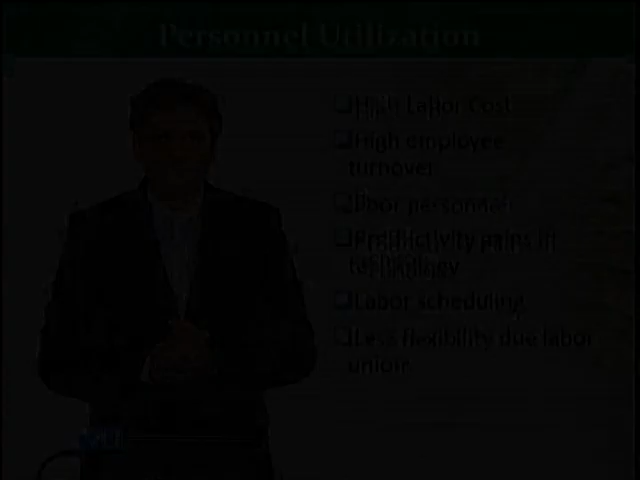 Personnel Utilization
High Labor Cost
High employee
turnover
Poor personnel
Productivity gains in
technology
Labor scheduling
Less flexibility due labor
union